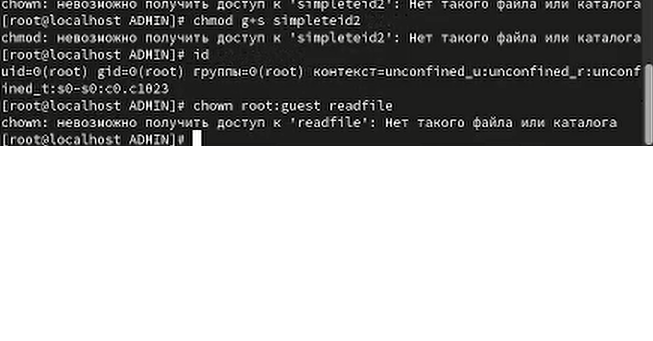 chown: невозможно получить доступ к 'simpleteid2': Нет такого файла или каталога
[root@localhost ADMIN]# chmod g+s simpleteid2
chmod: невозможно получить доступ к 'simpleteid2': Нет такого файла или каталога
[root@localhost ADMIN]# id
uid=0(root) gid=0(root) группы=0(root) контекст=unconfined_u:unconfined_r:unconf
ined_t:s0-s0:c0.c1023
[root@localhost ADMIN]# chown root:guest readfile
chown: невозможно получить доступ к 'readfile': Нет такого файла или каталога
[root@localhost ADMIN]#